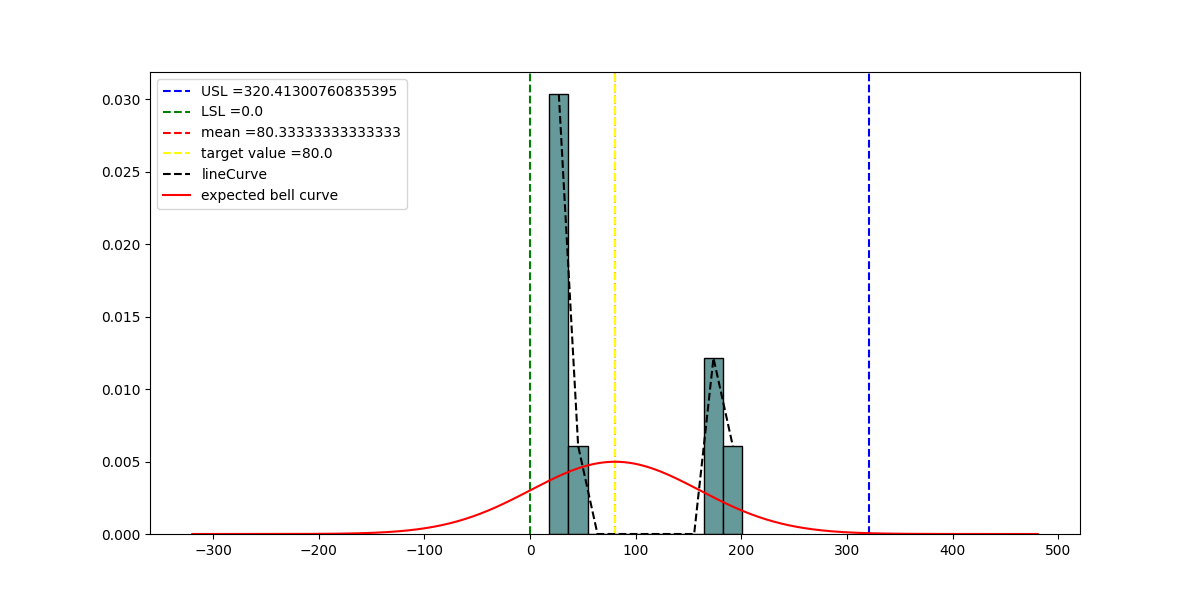 USL =320.41300760835395
LSL =0.0
mean =80.33333333333333
target value =80.0
lineCurve
expected bell curve
0.030
0.025
0.020
0.015
0.010
0.005
0.000
−300 −200 −100 0 100 200 300 400 500